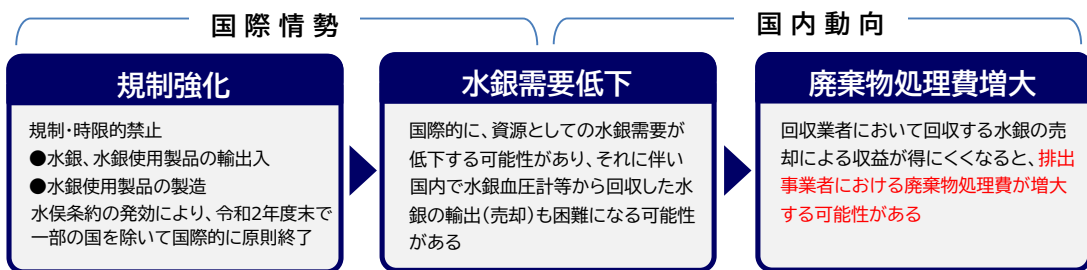 国際情勢
国内動向
規制強化
規制・時限的禁止
●水銀、水銀使用製品の輸出入
●水銀使用製品の製造
水俣条約の発効により、令和2年度末で
一部の国を除いて国際的に原則終了
水銀需要低下
国際的に、資源としての水銀需要が
低下する可能性があり、それに伴い
国内で水銀血圧計等から回収した水
銀の輸出(売却)も困難になる可能性
がある
廃棄物処理費増大
回収業者において回収する水銀の売
却による収益が得にくくなると、排出
事業者における廃棄物処理費が増大
する可能性がある